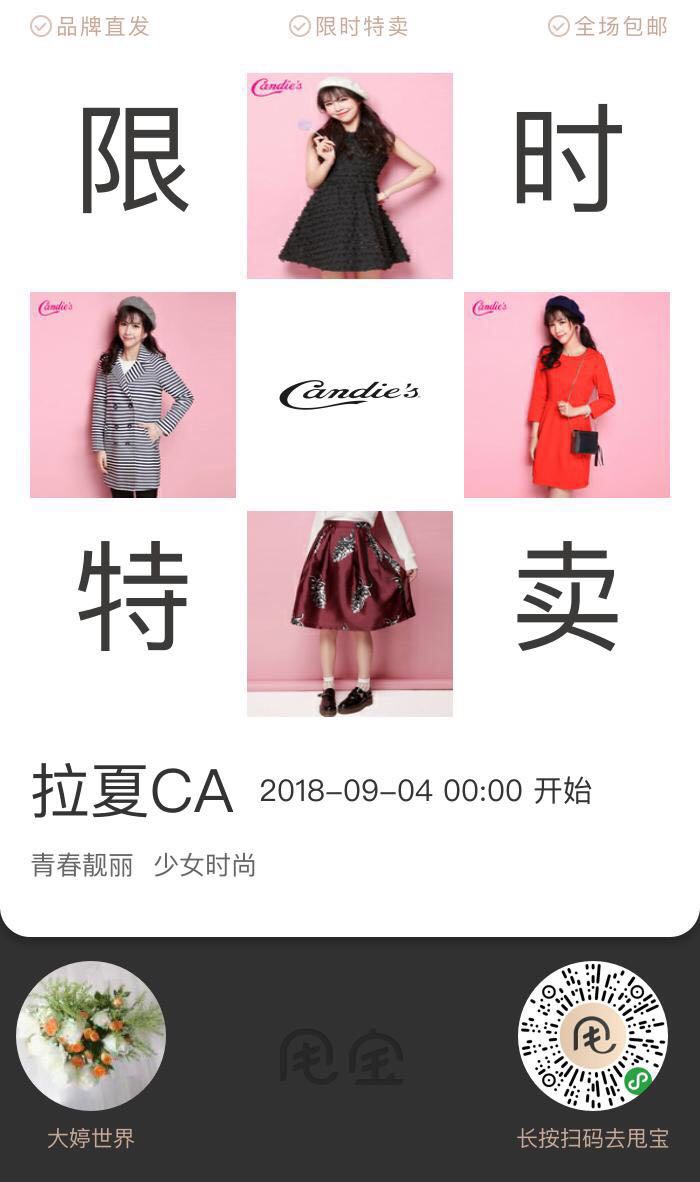 品牌直发 限时特卖 全场包邮
Candie's
限 时
Candie's Candie's
Candie's
特 卖
拉夏CA 2018-09-04 00:00 开始
青春靓丽 少女时尚
甩宝
甩
大婷世界 长按扫码去甩宝